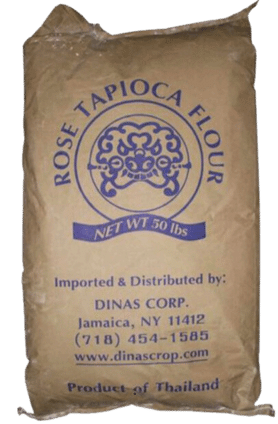 ROSE TAPIOCA FLOUR
NET WT 50 lbs
Imported & Distributed by:
DINAS CORP.
Jamaica, NY 11412
(718) 454-1585
www.dinascrop.com
Product of Thailand